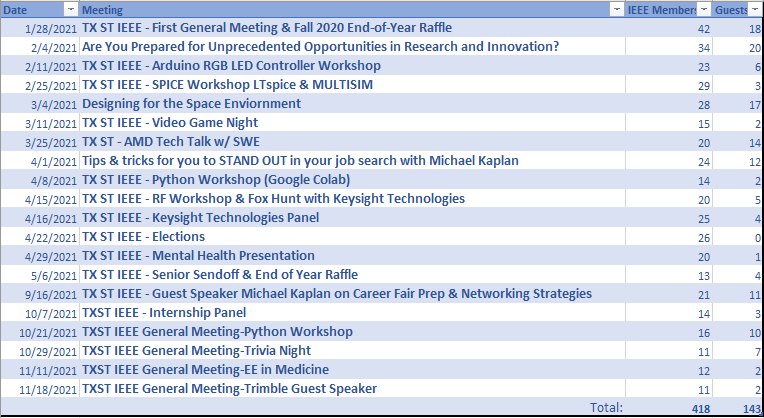 Date Meeting IEEE Members Guests
1/28/2021 TX ST IEEE - First General Meeting & Fall 2020 End-of-Year Raffle 42 18
2/4/2021 Are You Prepared for Unprecedented Opportunities in Research and Innovation? 34 20
2/11/2021 TX ST IEEE - Arduino RGB LED Controller Workshop 23 6
2/25/2021 TX ST IEEE - SPICE Workshop LTspice & MULTISIM 29 3
3/4/2021 Designing for the Space Enviornment 28 17
3/11/2021 TX ST IEEE - Video Game Night 15 2
3/25/2021 TX ST - AMD Tech Talk w/ SWE 20 14
4/1/2021 Tips & tricks for you to STAND OUT in your job search with Michael Kaplan 24 12
4/8/2021 TX ST IEEE - Python Workshop (Google Colab) 14 2
4/15/2021 TX ST IEEE - RF Workshop & Fox Hunt with Keysight Technologies 20 5
4/16/2021 TX ST IEEE - Keysight Technologies Panel 25 4
4/22/2021 TX ST IEEE - Elections 26 0
4/29/2021 TX ST IEEE - Mental Health Presentation 20 1
5/6/2021 TX ST IEEE - Senior Sendoff & End of Year Raffle 13 4
9/16/2021 TX ST IEEE - Guest Speaker Michael Kaplan on Career Fair Prep & Networking Strategies 21 11
10/7/2021 TXST IEEE - Internship Panel 14 3
10/21/2021 TXST IEEE General Meeting-Python Workshop 16 10
10/29/2021 TXST IEEE General Meeting-Trivia Night 11 7
11/11/2021 TXST IEEE General Meeting-EE in Medicine 12 2
11/18/2021 TXST IEEE General Meeting-Trimble Guest Speaker 11 2
Total: 418 143